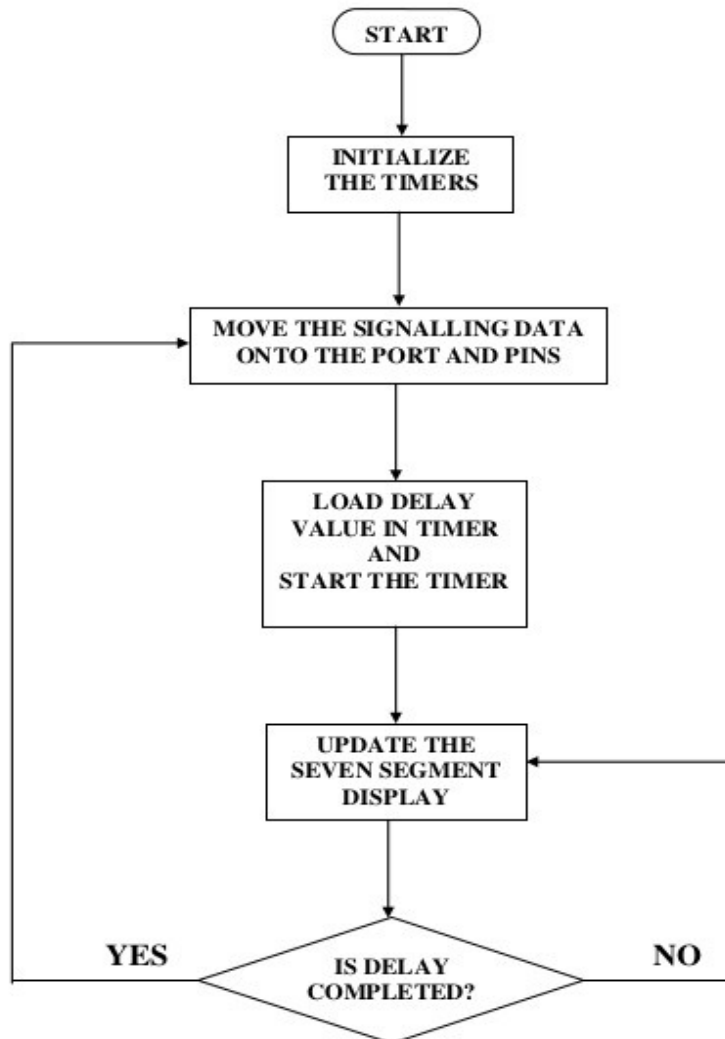 START
INITIALIZE
THE TIMERS
MOVE THE SIGNALLING DATA
ONTO THE PORT AND PINS
LOAD DELAY
VALUE IN TIMER
AND
START THE TIMER
UPDATE THE
SEVEN SEGMENT
DISPLAY
YES
NO
IS DELAY
COMPLETED?